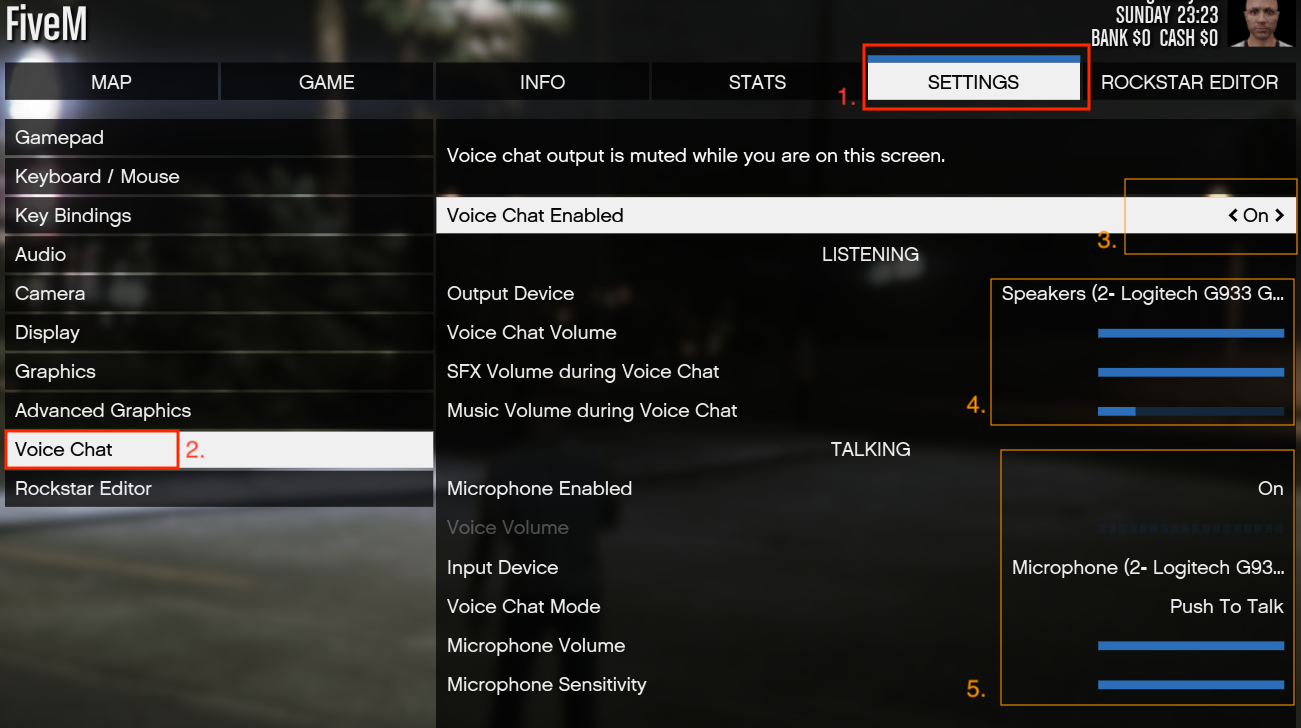 FiveM
SUNDAY 23:23
BANK $0 CASH $0
MAP
GAME
INFO
STATS
1.
SETTINGS
ROCKSTAR EDITOR
Gamepad
Keyboard / Mouse
Key Bindings
Audio
Camera
Display
Graphics
Advanced Graphics
Voice Chat
2.
Rockstar Editor
Voice chat output is muted while you are on this screen.
Voice Chat Enabled
On
3.
LISTENING
Output Device
Speakers (2- Logitech G933 G...
Voice Chat Volume
SFX Volume during Voice Chat
Music Volume during Voice Chat
4.
TALKING
Microphone Enabled
On
Voice Volume
Input Device
Microphone (2- Logitech G93...
Voice Chat Mode
Push To Talk
Microphone Volume
Microphone Sensitivity
5.